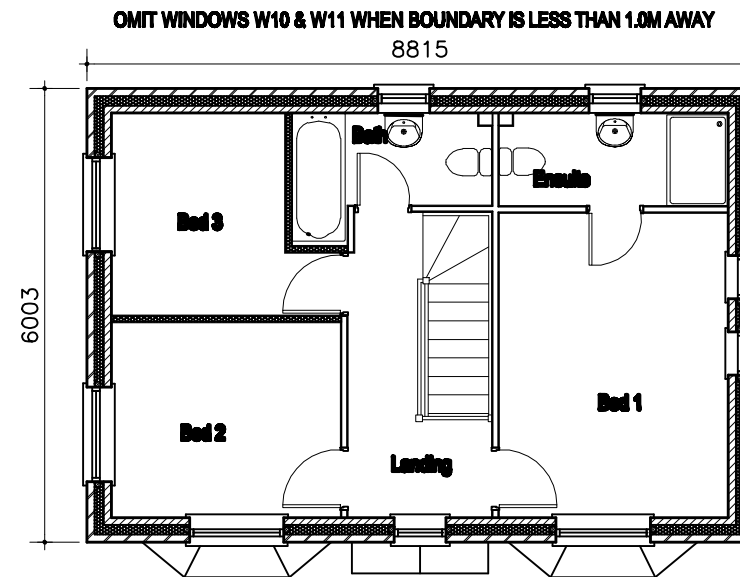 OMIT WINDOWS W10 & W11 WHEN BOUNDARY IS LESS THAN 1.0M AWAY
8815
6003
Bath
Ensuite
Bed 3
Bed 1
Bed 2
Landing